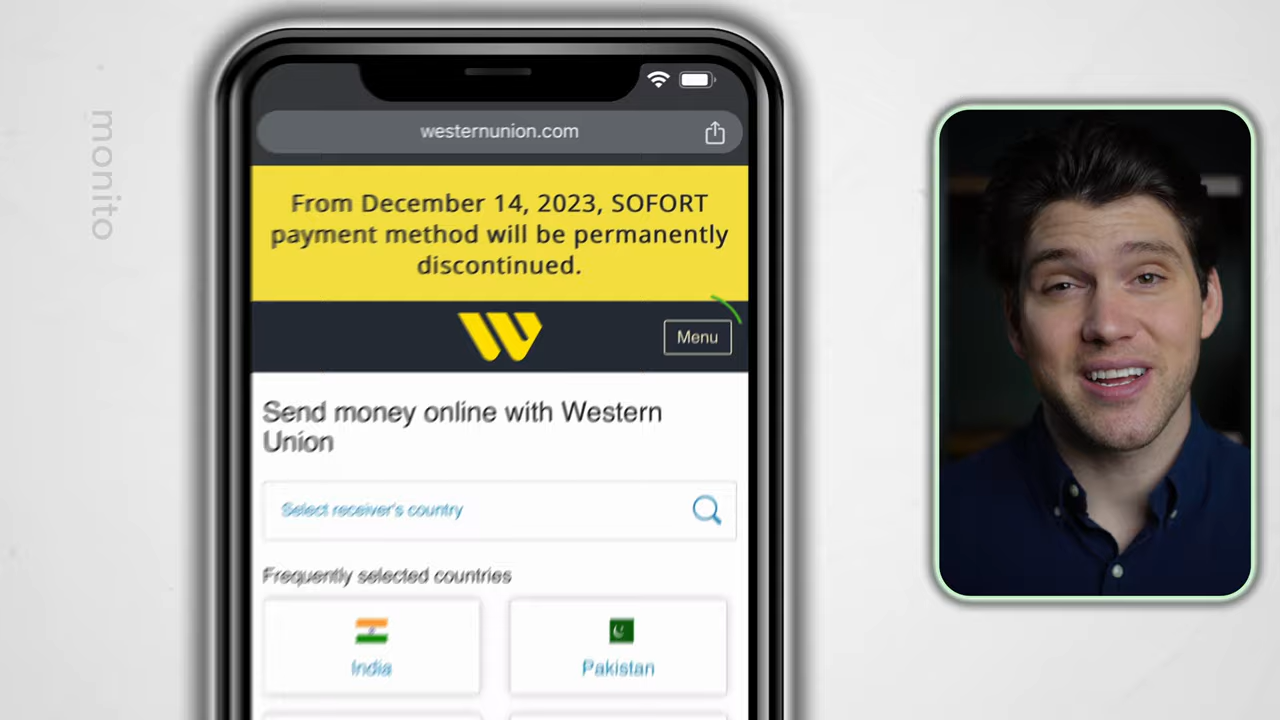 monito
westernunion.com
From December 14, 2023, SOFORT
payment method will be permanently
discontinued.
Menu
Send money online with Western
Union
Select receiver's country
Frequently selected countries
India
Pakistan